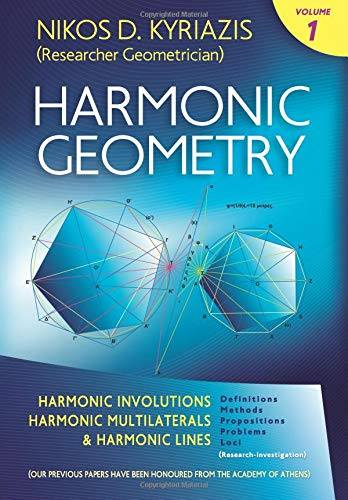 NIKOS D. KYRIAZIS
(Researcher Geometrician)
VOLUME
1
HARMONIC
GEOMETRY
HARMONIC INVOLUTIONS
HARMONIC MULTILATERALS
& HARMONIC LINES
Definitions
Methods
Propositions
Problems
Loci
(Research-Investigation)
(OUR PREVIOUS PAPERS HAVE BEEN HONOURED FROM THE ACADEMY OF ATHENS)